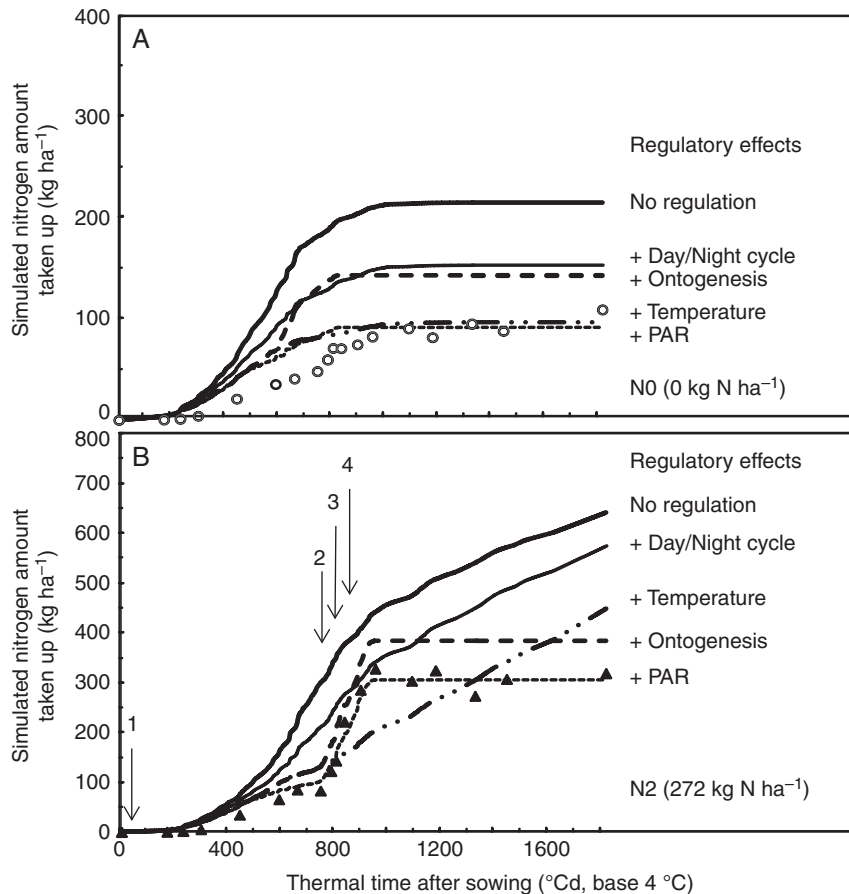 Simulated nitrogen amount
taken up (kg ha⁻¹)
400
300
200
100
0
A
Regulatory effects
No regulation
+ Day/Night cycle
+ Ontogenesis
+ Temperature
+ PAR
N0 (0 kg N ha⁻¹)
Simulated nitrogen amount
taken up (kg ha⁻¹)
800
700
600
500
400
300
200
100
0
B
1
2
3
4
Regulatory effects
No regulation
+ Day/Night cycle
+ Temperature
+ Ontogenesis
+ PAR
N2 (272 kg N ha⁻¹)
0 400 800 1200 1600
Thermal time after sowing (°Cd, base 4 °C)